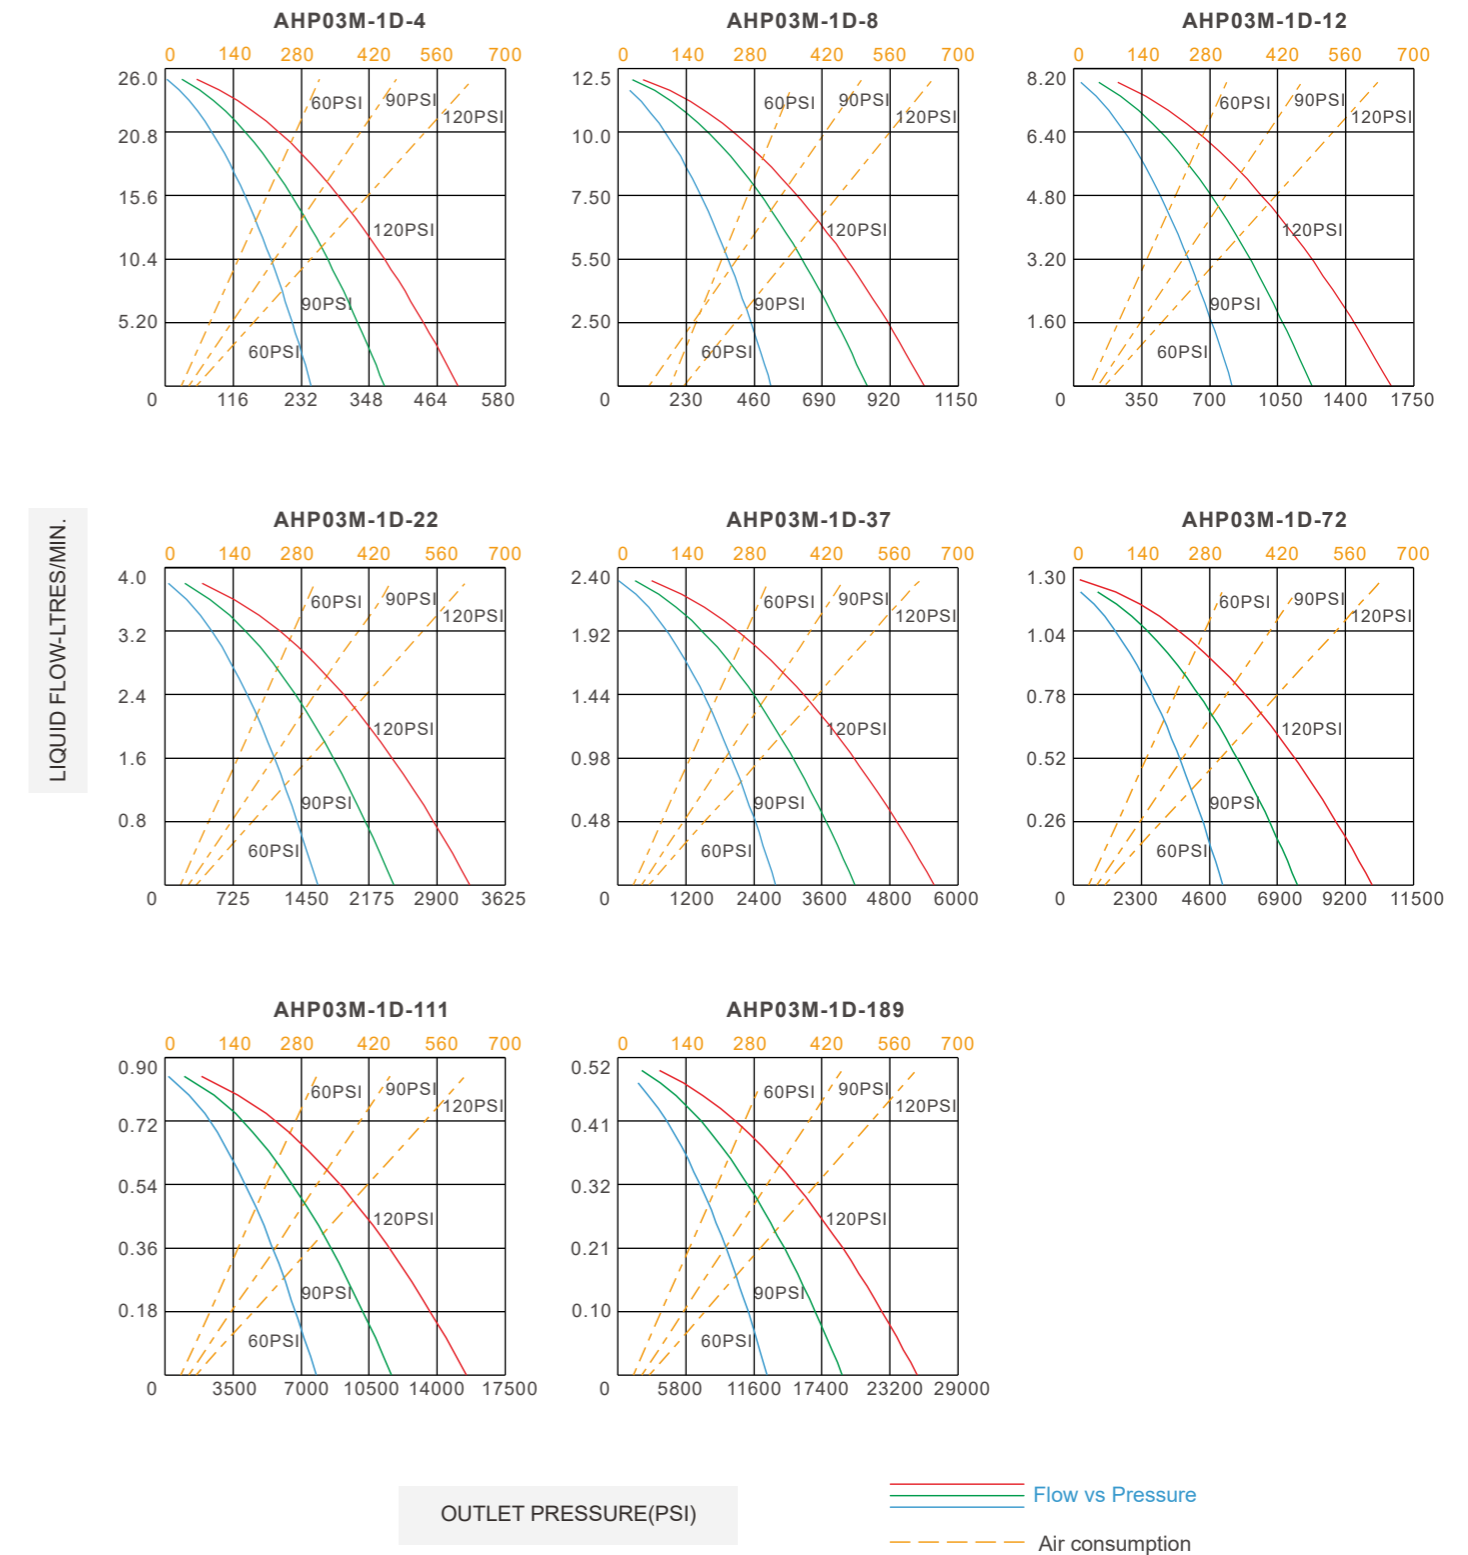 AHP03M-1D-4
0 140 280 420 560 700
26.0
20.8
15.6
10.4
5.20
60PSI
90PSI
120PSI
120PSI
90PSI
60PSI
0 116 232 348 464 580
AHP03M-1D-8
0 140 280 420 560 700
12.5
10.0
7.50
5.50
2.50
60PSI
90PSI
120PSI
120PSI
90PSI
60PSI
0 230 460 690 920 1150
AHP03M-1D-12
0 140 280 420 560 700
8.20
6.40
4.80
3.20
1.60
60PSI
90PSI
120PSI
120PSI
90PSI
60PSI
0 350 700 1050 1400 1750
LIQUID FLOW-LTRES/MIN.
AHP03M-1D-22
0 140 280 420 560 700
4.0
3.2
2.4
1.6
0.8
60PSI
90PSI
120PSI
120PSI
90PSI
60PSI
0 725 1450 2175 2900 3625
AHP03M-1D-37
0 140 280 420 560 700
2.40
1.92
1.44
0.98
0.48
60PSI
90PSI
120PSI
120PSI
90PSI
60PSI
0 1200 2400 3600 4800 6000
AHP03M-1D-72
0 140 280 420 560 700
1.30
1.04
0.78
0.52
0.26
60PSI
90PSI
120PSI
120PSI
90PSI
60PSI
0 2300 4600 6900 9200 11500
AHP03M-1D-111
0 140 280 420 560 700
0.90
0.72
0.54
0.36
0.18
60PSI
90PSI
120PSI
120PSI
90PSI
60PSI
0 3500 7000 10500 14000 17500
AHP03M-1D-189
0 140 280 420 560 700
0.52
0.41
0.32
0.21
0.10
60PSI
90PSI
120PSI
120PSI
90PSI
60PSI
0 5800 11600 17400 23200 29000
OUTLET PRESSURE(PSI)
Flow vs Pressure
Air consumption